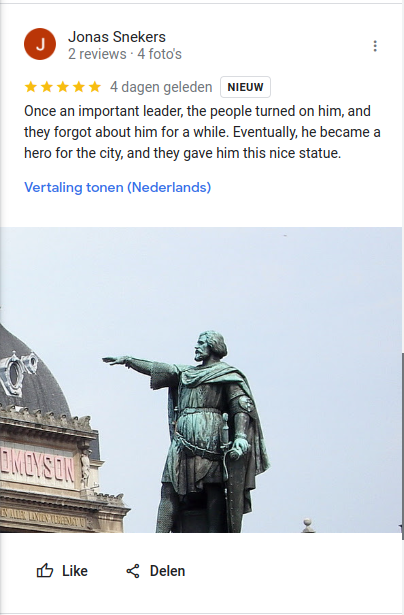 J
Jonas Snekers
2 reviews · 4 foto's
4 dagen geleden NIEUW
Once an important leader, the people turned on him, and
they forgot about him for a while. Eventually, he became a
hero for the city, and they gave him this nice statue.
Vertaling tonen (Nederlands)
DMOYSON
Like Delen